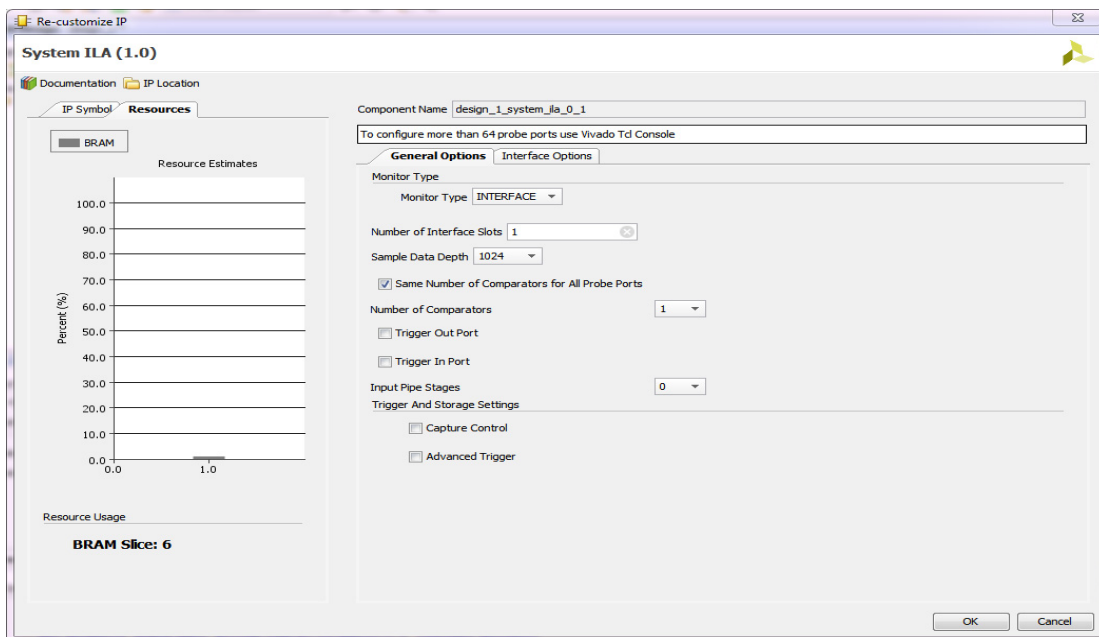 Re-customize IP
System ILA (1.0)
Documentation IP Location
IP Symbol Resources
BRAM
Resource Estimates
Percent (%)
100.0
90.0
80.0
70.0
60.0
50.0
40.0
30.0
20.0
10.0
0.0
0.0 1.0
Resource Usage
BRAM Slice: 6
Component Name design_1_system_ila_0_1
To configure more than 64 probe ports use Vivado Tcl Console
General Options Interface Options
Monitor Type
Monitor Type INTERFACE
Number of Interface Slots 1
Sample Data Depth 1024
Same Number of Comparators for All Probe Ports
Number of Comparators 1
Trigger Out Port
Trigger In Port
Input Pipe Stages 0
Trigger And Storage Settings
Capture Control
Advanced Trigger
OK Cancel